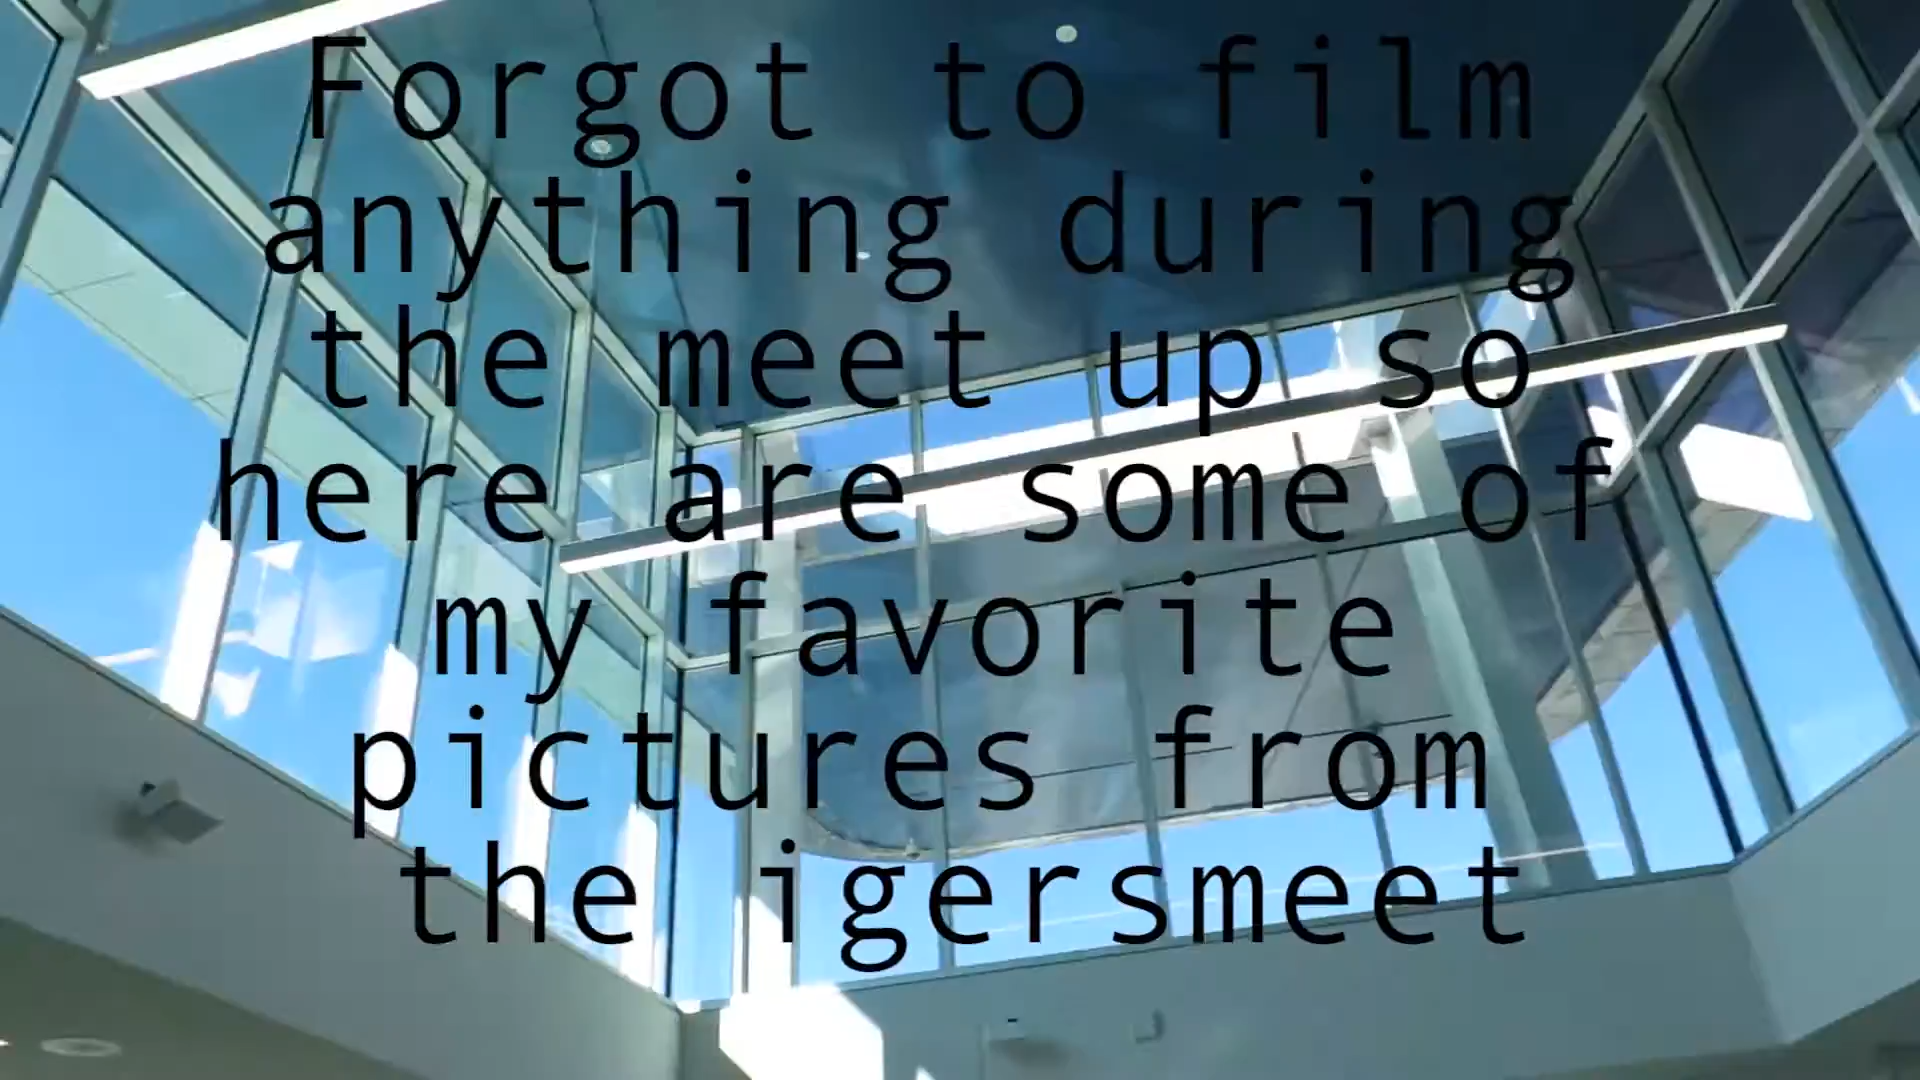 Forgot to film
anything during
the meet up so
here are some of
my favorite
pictures from
the igersmeet